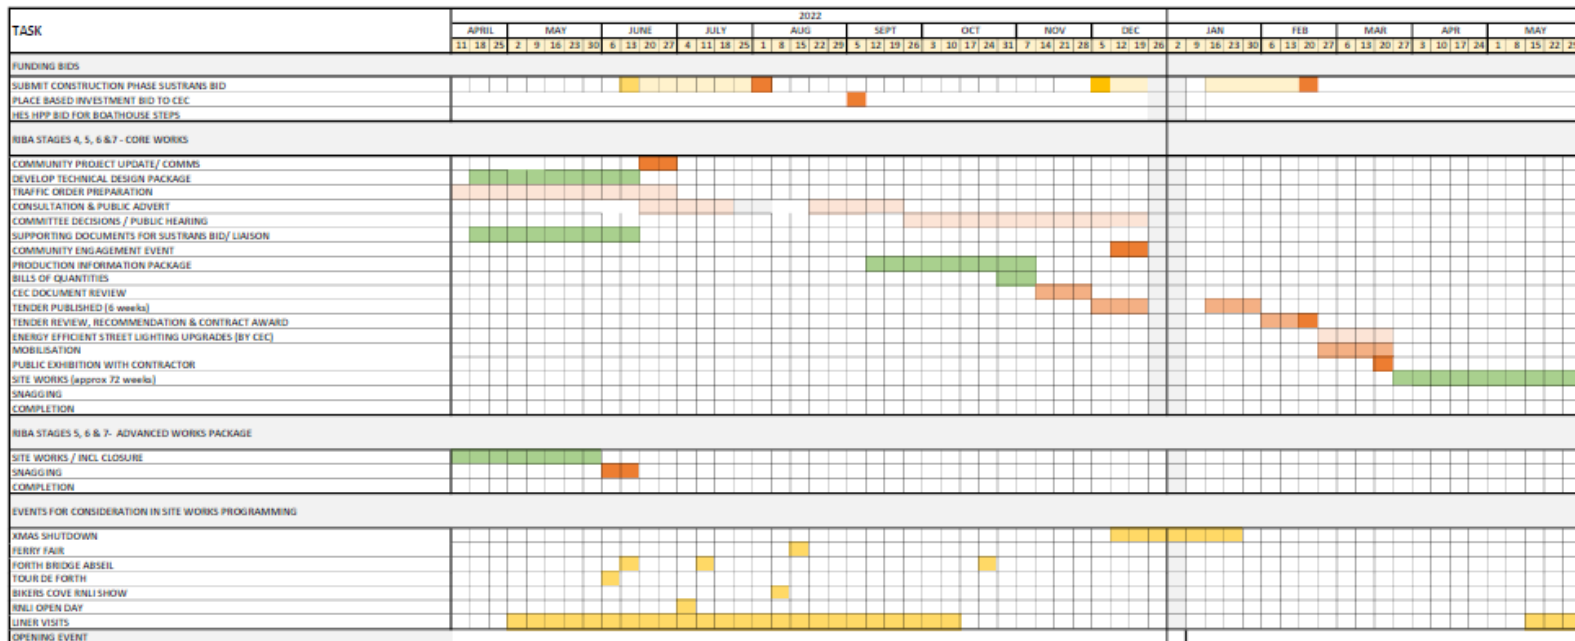 2022
TASK
APRIL MAY JUNE JULY AUG SEPT OCT NOV DEC JAN FEB MAR APR MAY
11 18 25 2 9 16 23 30 6 13 20 27 4 11 18 25 1 8 15 22 29 5 12 19 26 3 10 17 24 31 7 14 21 28 5 12 19 26 2 9 16 23 30 6 13 20 27 6 13 20 27 3 10 17 24 1 8 15 22 29
FUNDING BIDS
SUBMIT CONSTRUCTION PHASE SUSTRANS BID
PLACE BASED INVESTMENT BID TO CEC
HES HPP BID FOR BOATHOUSE STEPS
RIBA STAGES 4, 5, 6 &7 - CORE WORKS
COMMUNITY PROJECT UPDATE/ COMMS
DEVELOP TECHNICAL DESIGN PACKAGE
TRAFFIC ORDER PREPARATION
CONSULTATION & PUBLIC ADVERT
COMMITTEE DECISIONS / PUBLIC HEARING
SUPPORTING DOCUMENTS FOR SUSTRANS BID/ LIAISON
COMMUNITY ENGAGEMENT EVENT
PRODUCTION INFORMATION PACKAGE
BILLS OF QUANTITIES
CEC DOCUMENT REVIEW
TENDER PUBLISHED (6 weeks)
TENDER REVIEW, RECOMMENDATION & CONTRACT AWARD
ENERGY EFFICIENT STREET LIGHTING UPGRADES (BY CEC)
MOBILISATION
PUBLIC EXHIBITION WITH CONTRACTOR
SITE WORKS (approx 72 weeks)
SNAGGING
COMPLETION
RIBA STAGES 5, 6 & 7- ADVANCED WORKS PACKAGE
SITE WORKS / INCL CLOSURE
SNAGGING
COMPLETION
EVENTS FOR CONSIDERATION IN SITE WORKS PROGRAMMING
XMAS SHUTDOWN
FERRY FAIR
FORTH BRIDGE ABSEIL
TOUR DE FORTH
BIKERS COVE RNLI SHOW
RNLI OPEN DAY
LINER VISITS
OPENING EVENT